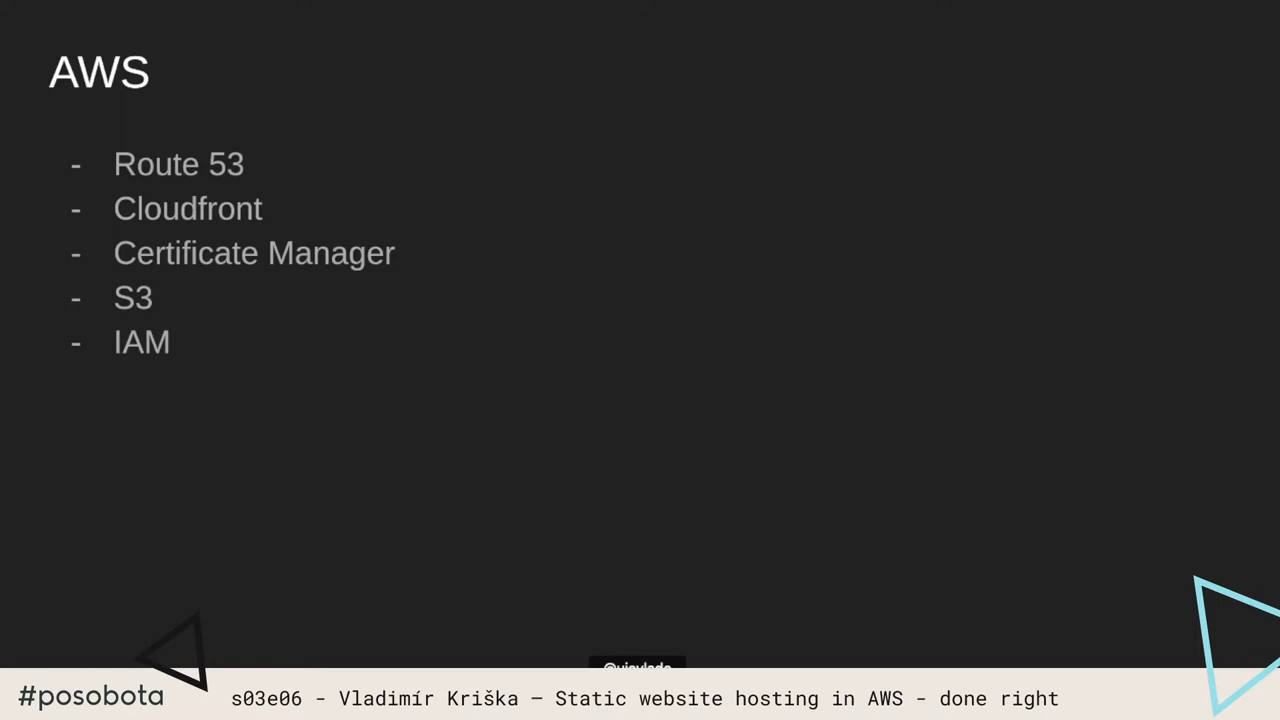 AWS
- Route 53
- Cloudfront
- Certificate Manager
- S3
- IAM
#posobota
s03e06 - Vladimír Kriška — Static website hosting in AWS - done right